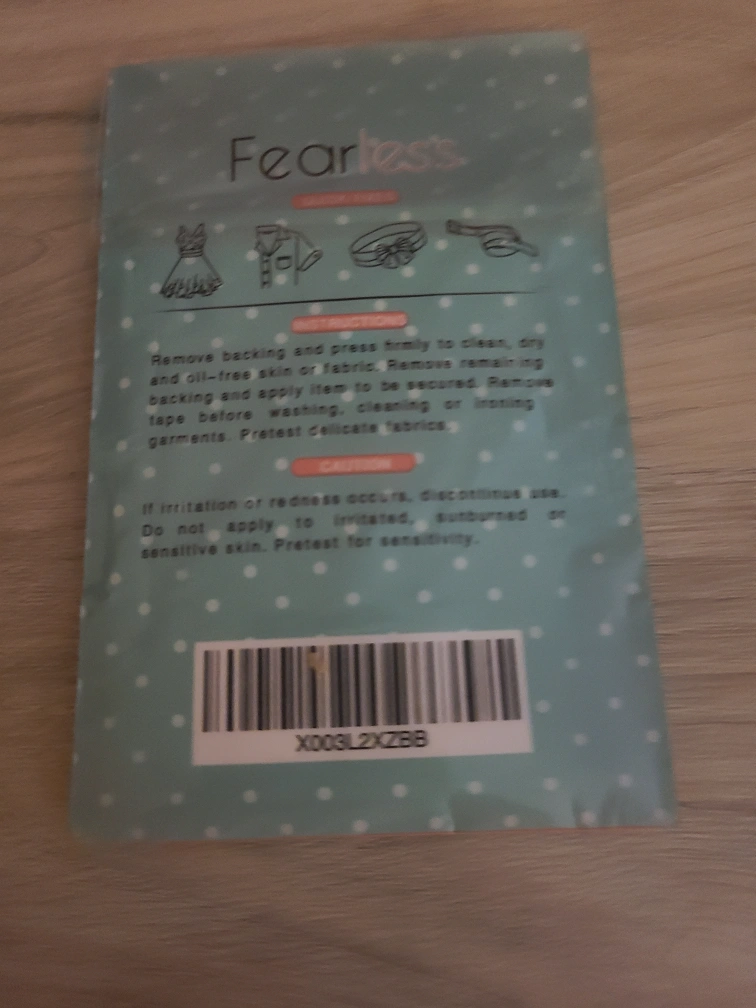 Fearless
INSTRUCTIONS
Remove backing and press firmly to clean, dry
and oil-free skin or fabric. Remove remaining
backing and apply item to be secured. Remove
tape before washing, cleaning or ironing
garments. Pretest delicate fabrics.
CAUTION
If irritation or redness occurs, discontinue use.
Do not apply to irritated, sunburned or
sensitive skin. Pretest for sensitivity.
X003L2XZBB